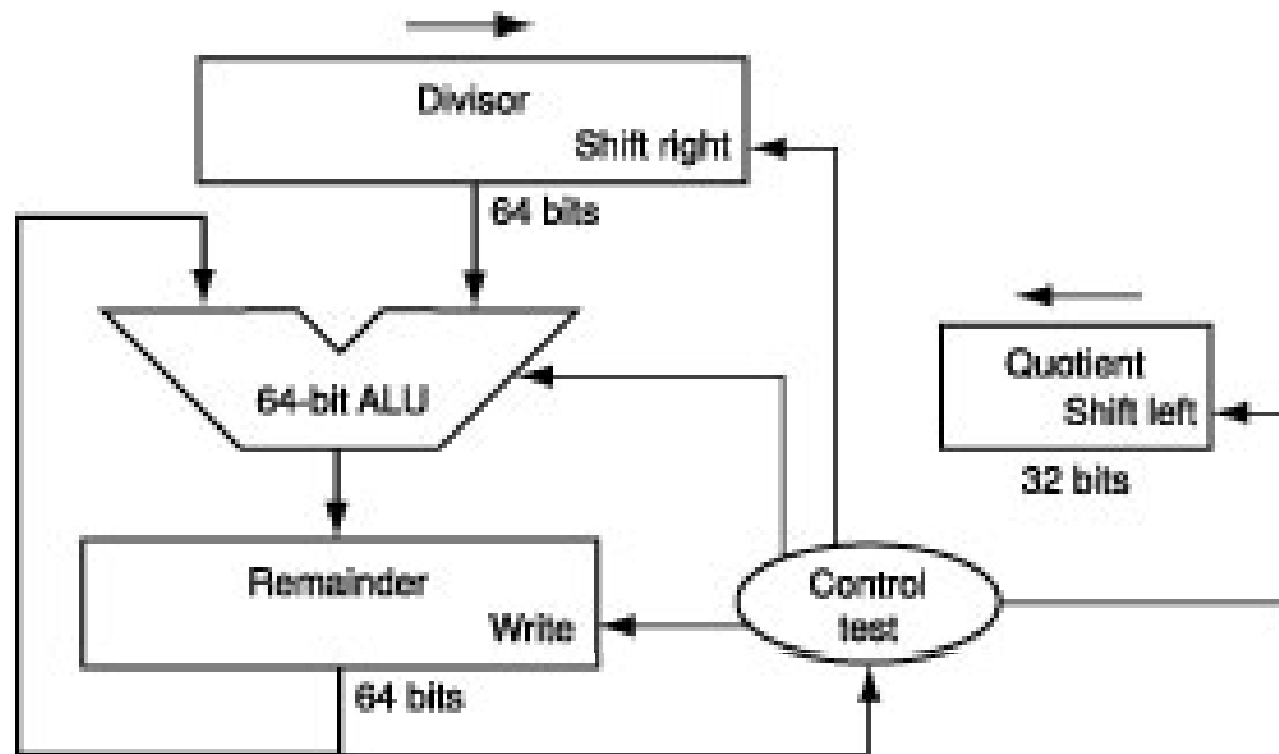 Divisor
Shift right
64 bits
64-bit ALU
Quotient
Shift left
32 bits
Remainder
Write
Control
test
64 bits